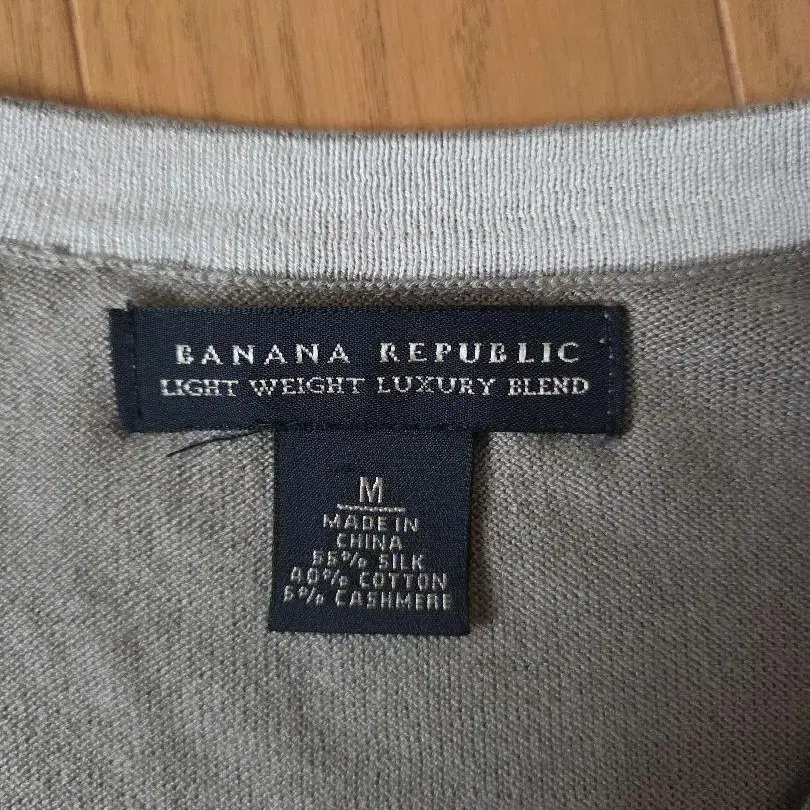 BANANA REPUBLIC
LIGHT WEIGHT LUXURY BLEND
M
MADE IN
CHINA
55% SILK
40% COTTON
5% CASHMERE